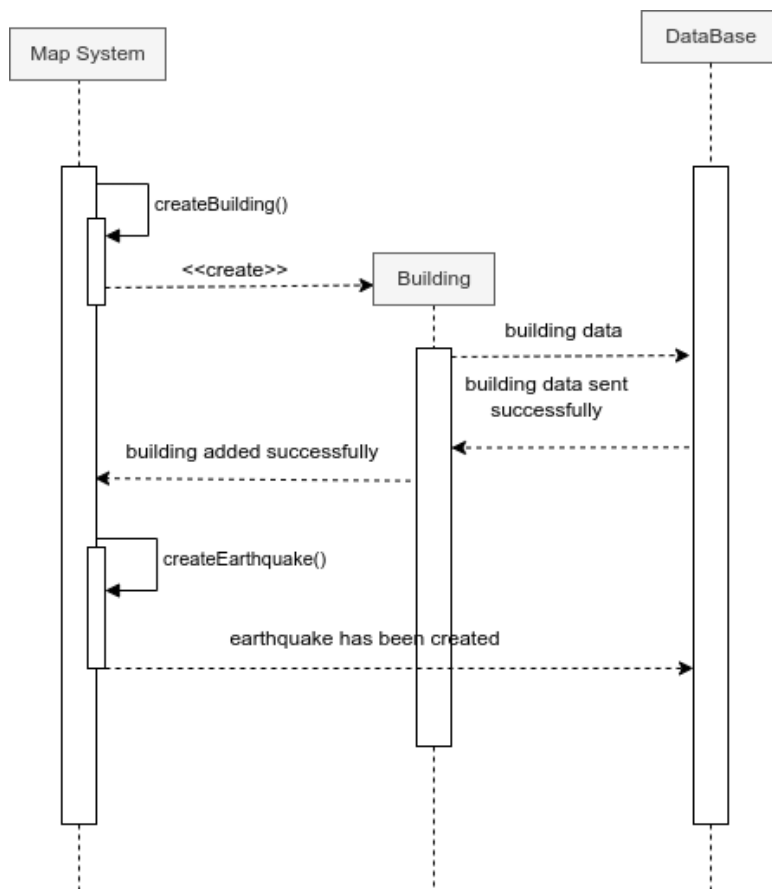 Map System
DataBase
createBuilding()
<<create>>
Building
building data
building data sent
successfully
building added successfully
createEarthquake()
earthquake has been created